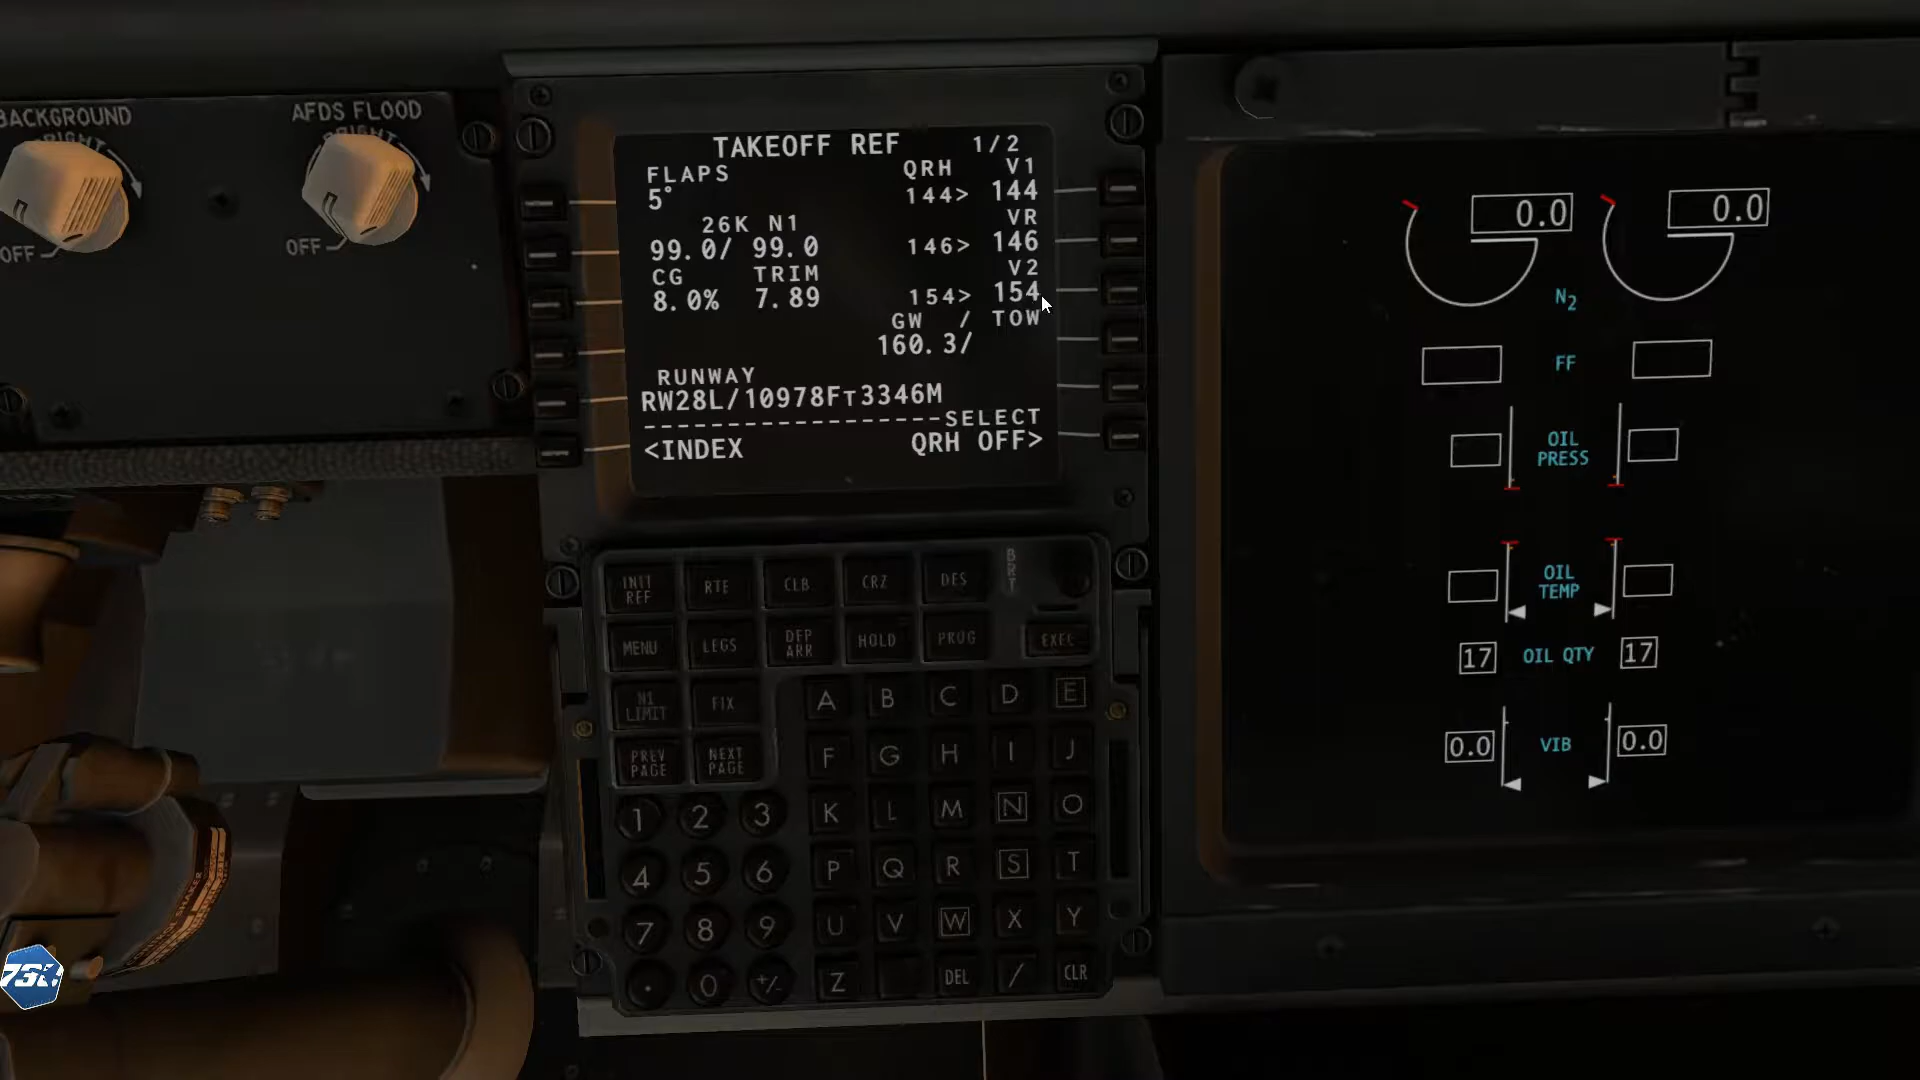 BACKGROUND
BRIGHT
OFF
AFDS FLOOD
BRIGHT
OFF
TAKEOFF REF 1/2
FLAPS QRH V1
5° 144> 144
26K N1 VR
99.0/ 99.0 146> 146
CG TRIM V2
8.0% 7.89 154> 154
GW / TOW
160.3/
RUNWAY
RW28L/10978FT3346M
-----------------SELECT
<INDEX QRH OFF>
INIT REF RTE CLB CRZ DES BRT
MENU LEGS DEP ARR HOLD PROG EXEC
N1 LIMIT FIX
PREV PAGE NEXT PAGE
A B C D E
F G H I J
K L M N O
P Q R S T
U V W X Y
Z DEL / CLR
1 2 3
4 5 6
7 8 9
. 0 +/-
0.0 0.0
N2
FF
OIL PRESS
OIL TEMP
17 OIL QTY 17
0.0 VIB 0.0